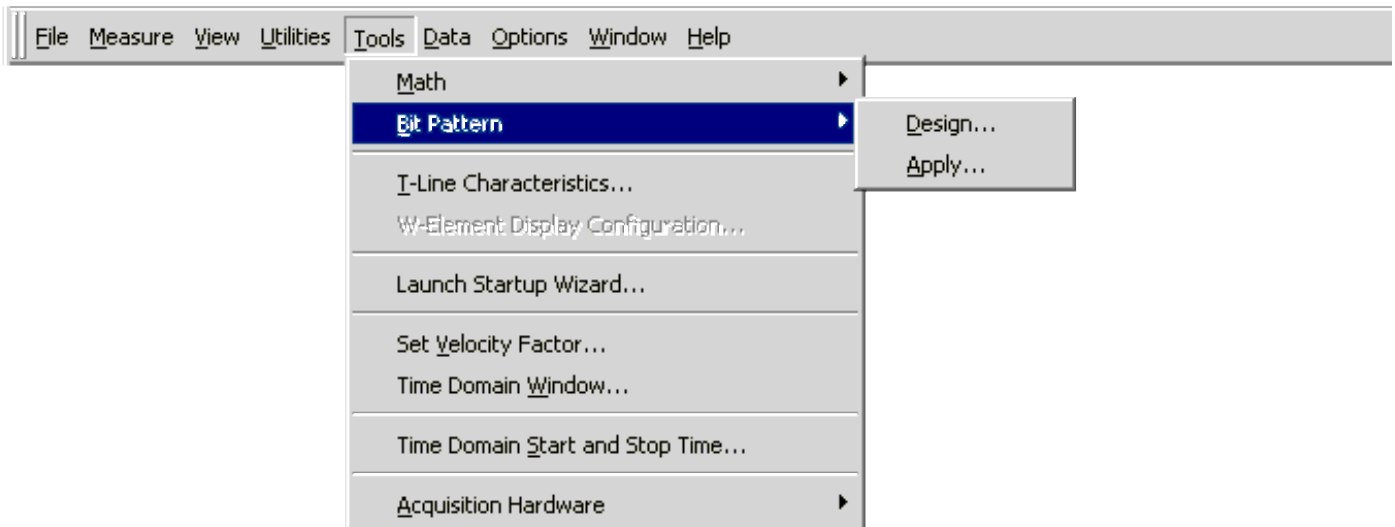 File Measure View Utilities Tools Data Options Window Help
Math
Bit Pattern
Design...
Apply...
T-Line Characteristics...
W-Element Display Configuration...
Launch Startup Wizard...
Set Velocity Factor...
Time Domain Window...
Time Domain Start and Stop Time...
Acquisition Hardware